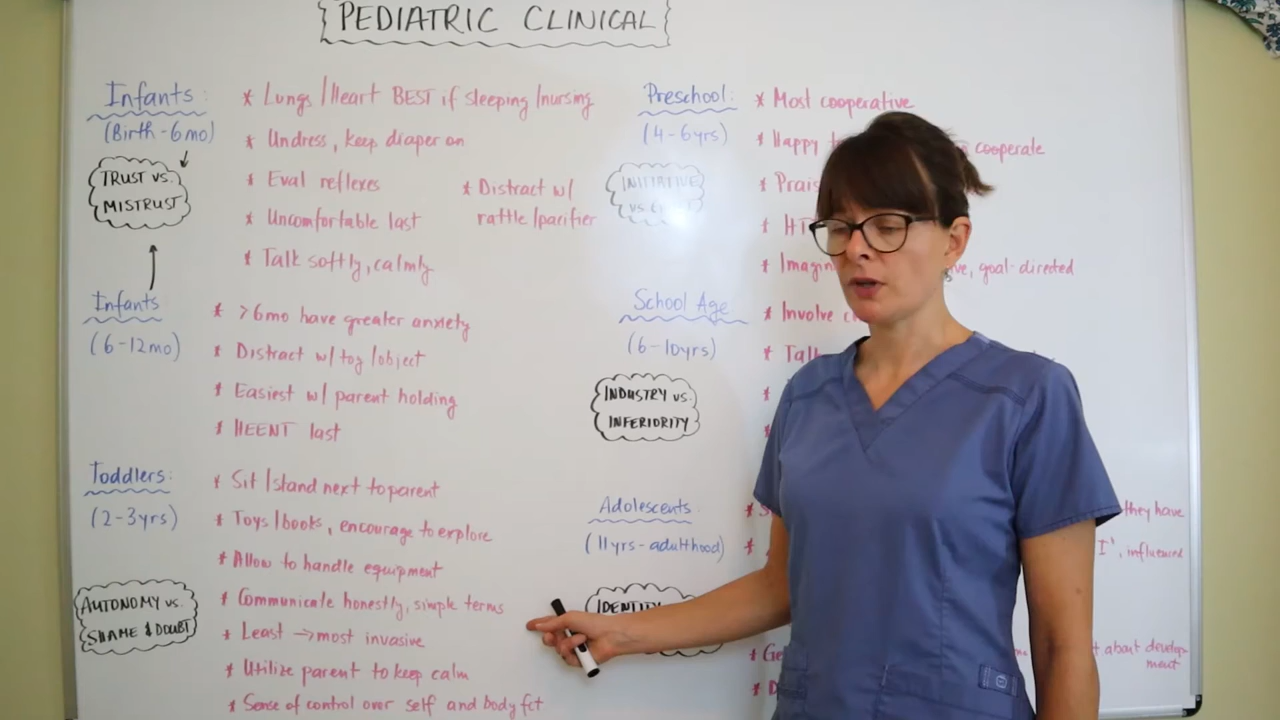 PEDIATRIC CLINICAL
Infants:
(Birth-6mo)
TRUST VS.
MISTRUST
* Lungs/Heart BEST if sleeping/nursing
* Undress, keep diaper on
* Eval reflexes
* Uncomfortable last
* Talk softly, calmly
* Distract w/
rattle/pacifier
Infants
(6-12mo)
* >6mo have greater anxiety
* Distract w/toy/object
* Easiest w/ parent holding
* HEENT last
Toddlers:
(2-3yrs)
AUTONOMY vs.
SHAME & DOUBT
* Sit/stand next to parent
* Toys/books, encourage to explore
* Allow to handle equipment
* Communicate honestly, simple terms
* Least → most invasive
* Utilize parent to keep calm
* Sense of control over self and body fct
Preschool:
(4-6yrs)
INITIATIVE
vs.
* Most cooperative
* Happy cooperate
*
*
* goal-directed
School Age
(6-10yrs)
INDUSTRY vs.
INFERIORITY
* Involve
*
*
*
Adolescents
(11yrs-adulthood)
IDENTITY
* they have
* I', influenced
* about develop-
ment
*